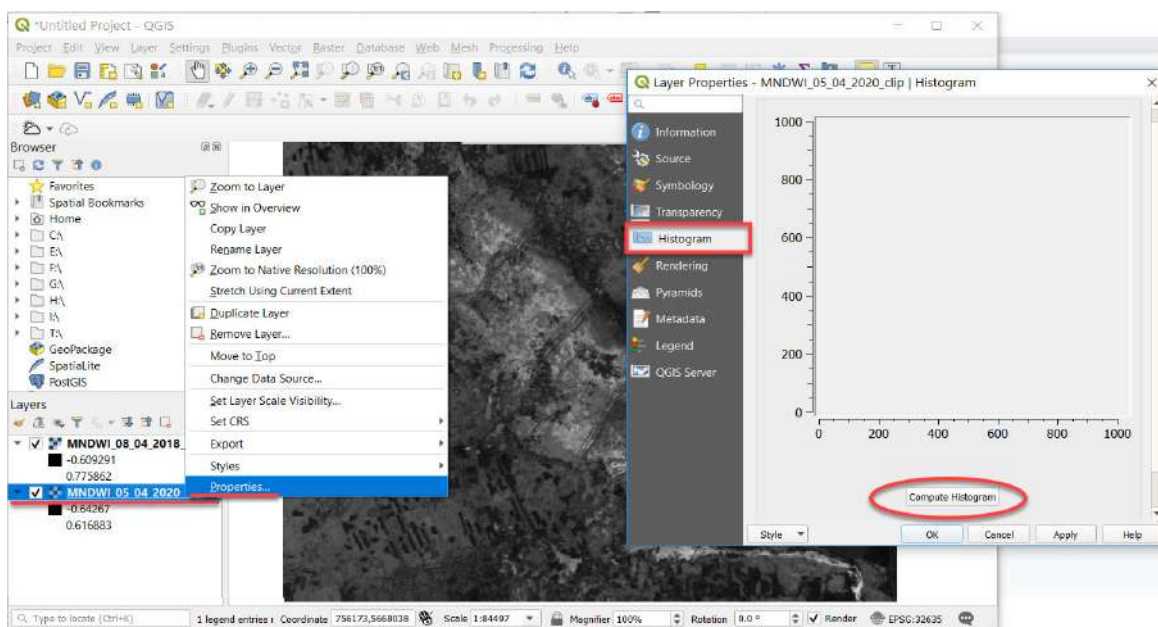 *Untitled Project - QGIS
Project Edit View Layer Settings Plugins Vector Raster Database Web Mesh Processing Help
Browser
Favorites
Spatial Bookmarks
Home
C:\
E:\
F:\
G:\
H:\
I:\
T:\
GeoPackage
SpatiaLite
PostGIS
Layers
MNDWI_08_04_2018_
-0.609291
0.775862
MNDWI_05_04_2020
-0.64267
0.616883
Zoom to Layer
Show in Overview
Copy Layer
Rename Layer
Zoom to Native Resolution (100%)
Stretch Using Current Extent
Duplicate Layer
Remove Layer...
Move to Top
Change Data Source...
Set Layer Scale Visibility...
Set CRS
Export
Styles
Properties...
Layer Properties - MNDWI_05_04_2020_clip | Histogram
Information
Source
Symbology
Transparency
Histogram
Rendering
Pyramids
Metadata
Legend
QGIS Server
1000
800
600
400
200
0
0 200 400 600 800 1000
Compute Histogram
Style OK Cancel Apply Help
Type to locate (Ctrl+K) 1 legend entries r Coordinate 756173,5668038 Scale 1:84497 Magnifier 100% Rotation 0.0 ° Render EPSG:32635